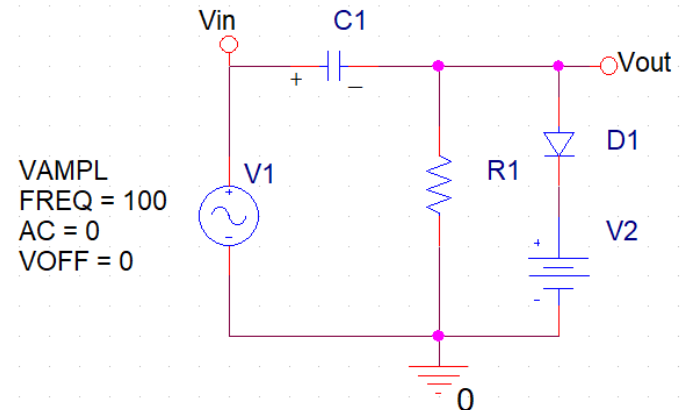 Vin
C1
+
−
Vout
D1
R1
V1
+
-
VAMPL
FREQ = 100
AC = 0
VOFF = 0
V2
+
-
0